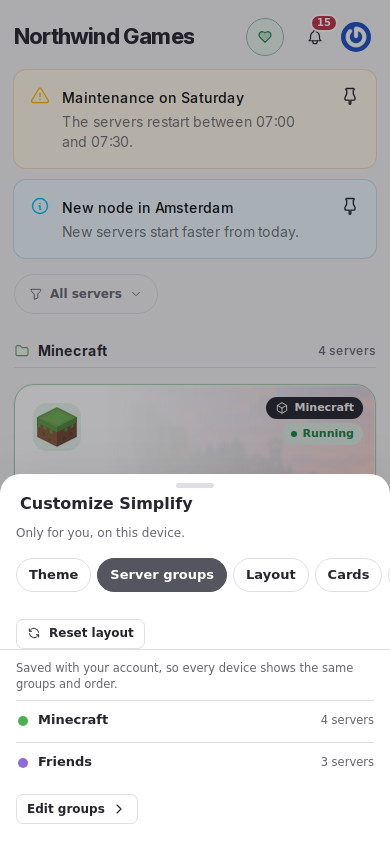 Northwind Games
15
Maintenance on Saturday
The servers restart between 07:00
and 07:30.
New node in Amsterdam
New servers start faster from today.
All servers
Minecraft
4 servers
Minecraft
Running
Customize Simplify
Only for you, on this device.
Theme
Server groups
Layout
Cards
Reset layout
Saved with your account, so every device shows the same
groups and order.
Minecraft
4 servers
Friends
3 servers
Edit groups